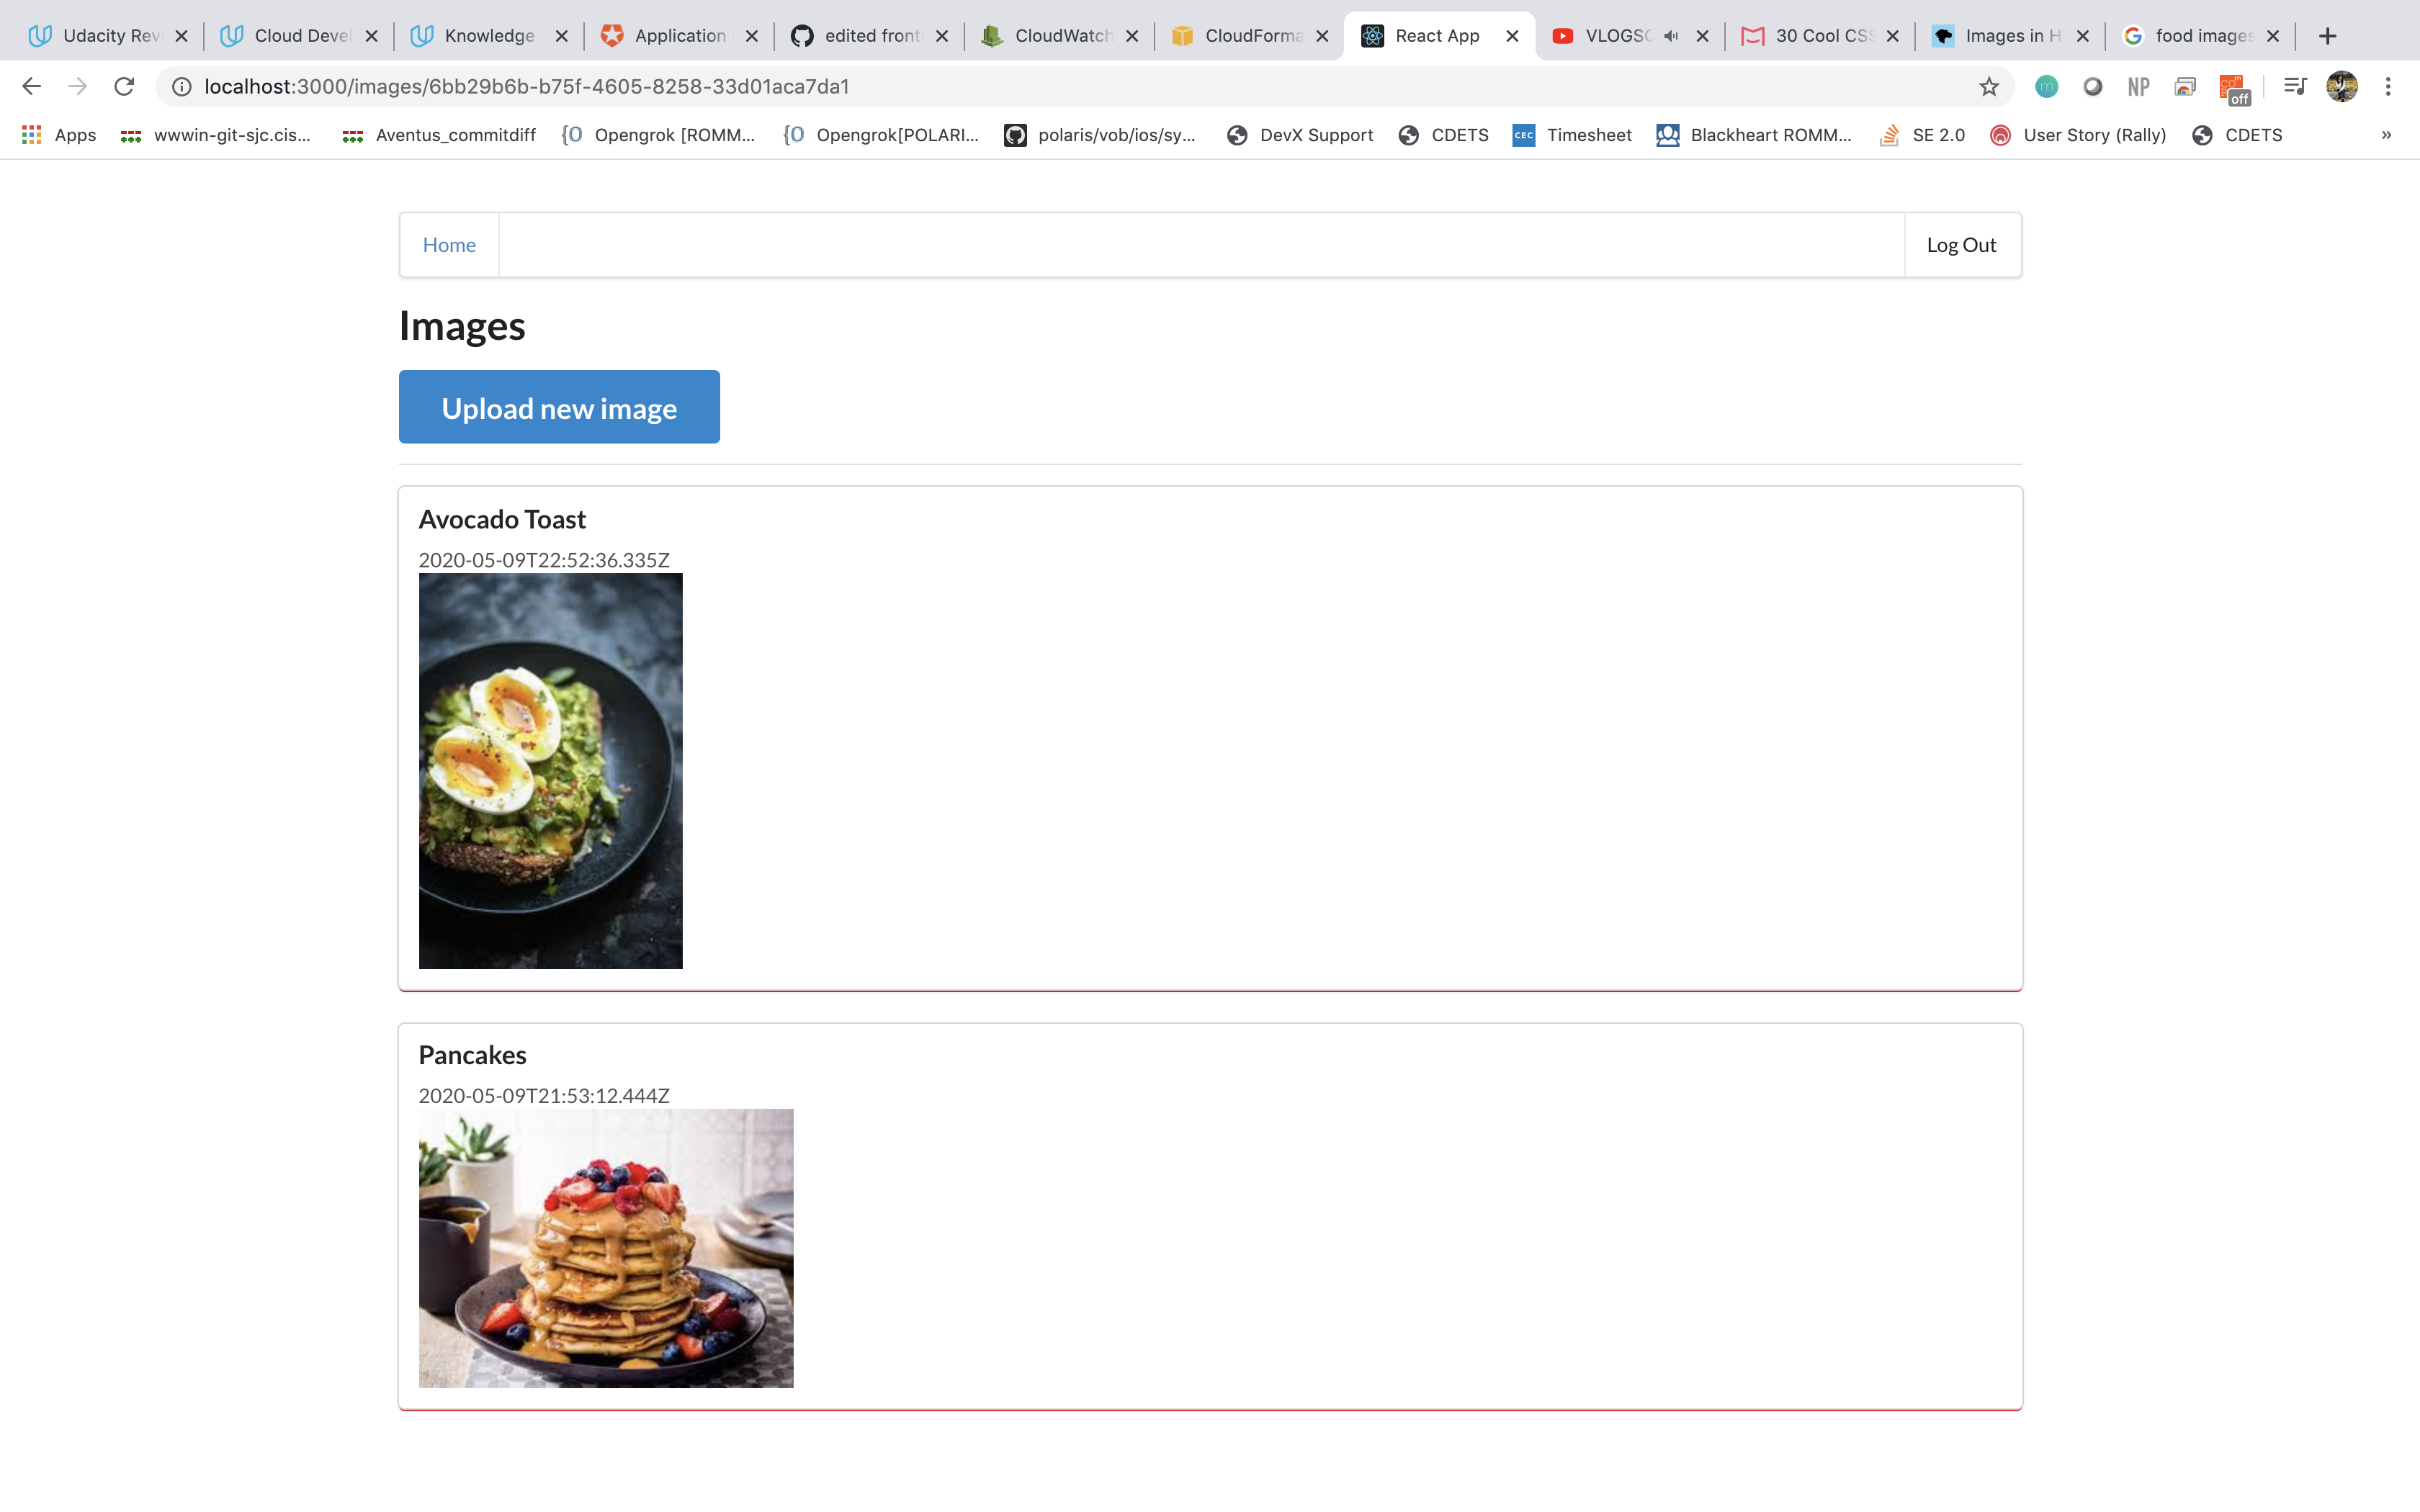 Udacity Rev
Cloud Devel
Knowledge
Application
edited front
CloudWatch
CloudForma
React App
VLOGSC
30 Cool CSS
Images in H
food images
localhost:3000/images/6bb29b6b-b75f-4605-8258-33d01aca7da1
m
NP
off
Apps
wwwin-git-sjc.cis...
Aventus_commitdiff
{O Opengrok [ROMM...
{O Opengrok[POLARI...
polaris/vob/ios/sy...
DevX Support
CDETS
CEC Timesheet
Blackheart ROMM...
SE 2.0
User Story (Rally)
CDETS
»
Home
Log Out
Images
Upload new image
Avocado Toast
2020-05-09T22:52:36.335Z
Pancakes
2020-05-09T21:53:12.444Z